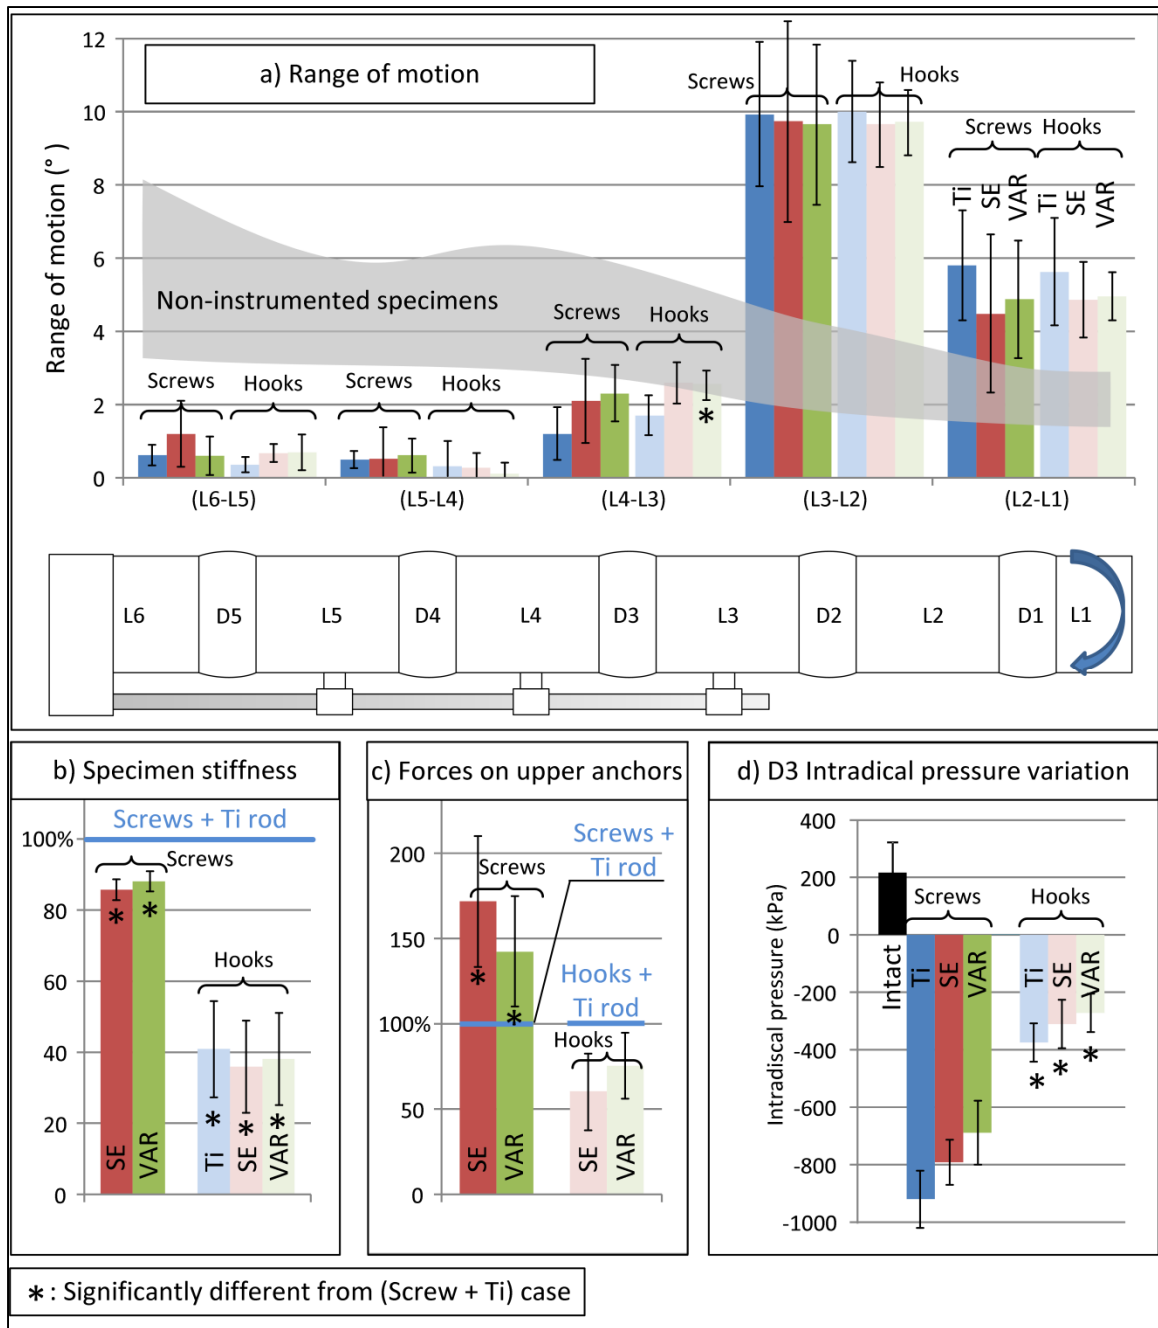 a) Range of motion
Range of motion (° )
12
10
8
6
4
2
0
Non-instrumented specimens
Screws
Hooks
Screws
Hooks
Screws
Hooks
Screws
Hooks
Screws Hooks
Ti SE VAR Ti SE VAR
*
(L6-L5) (L5-L4) (L4-L3) (L3-L2) (L2-L1)
L6 D5 L5 D4 L4 D3 L3 D2 L2 D1 L1
b) Specimen stiffness
Screws + Ti rod
100%
80
60
40
20
0
Screws
Hooks
* * * * *
SE VAR Ti SE VAR
c) Forces on upper anchors
200
150
100%
50
0
Screws +
Ti rod
Screws
Hooks +
Ti rod
Hooks
* *
SE VAR SE VAR
d) D3 Intradical pressure variation
Intradiscal pressure (kPa)
400
200
0
-200
-400
-600
-800
-1000
Screws
Hooks
Intact Ti SE VAR Ti SE VAR
* * *
* : Significantly different from (Screw + Ti) case